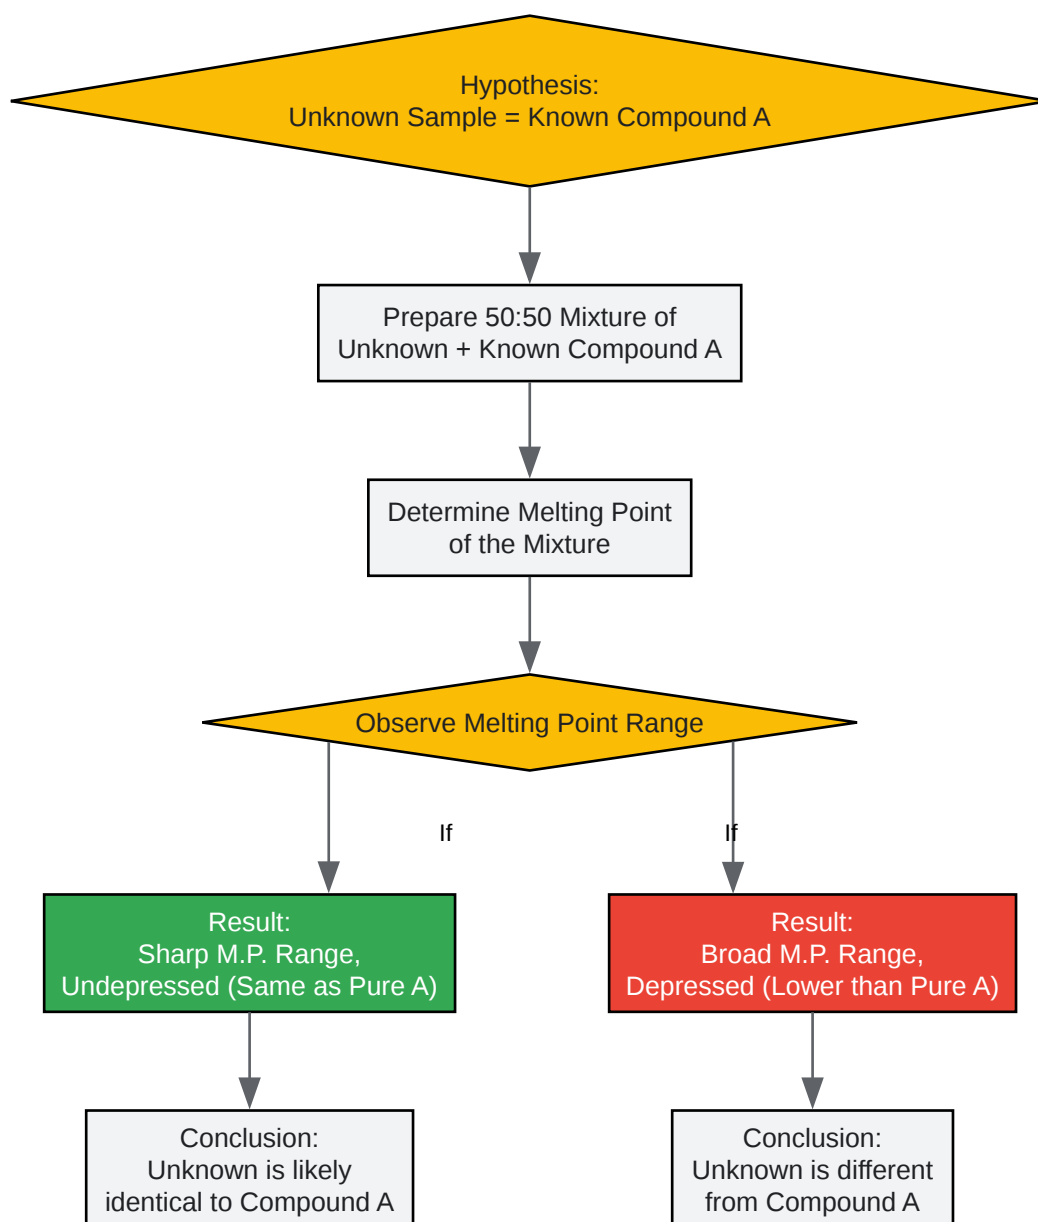 Hypothesis:
Unknown Sample = Known Compound A
Prepare 50:50 Mixture of
Unknown + Known Compound A
Determine Melting Point
of the Mixture
Observe Melting Point Range
If
If
Result:
Sharp M.P. Range,
Undepressed (Same as Pure A)
Result:
Broad M.P. Range,
Depressed (Lower than Pure A)
Conclusion:
Unknown is likely
identical to Compound A
Conclusion:
Unknown is different
from Compound A